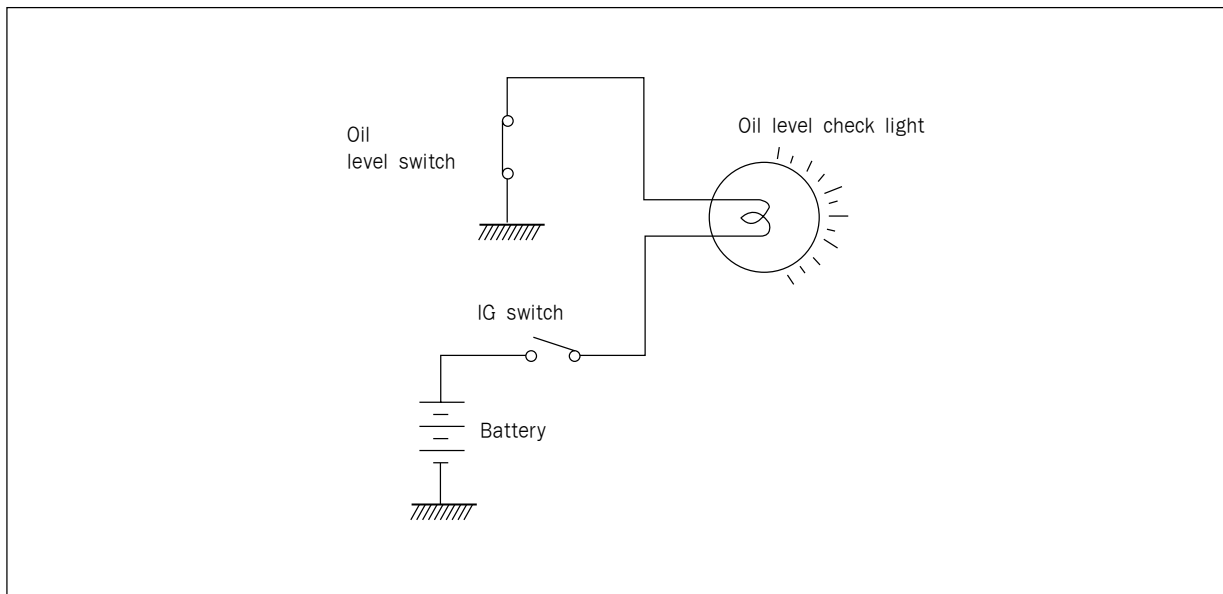 Oil
level switch
Oil level check light
IG switch
Battery